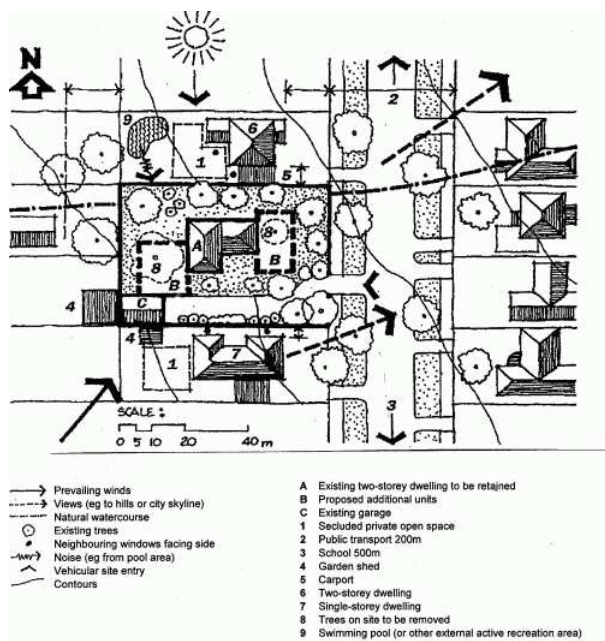 N
9
1
6
2
5
A
8
B
8
B
C
4
4
1
7
3
SCALE:
0 5 10 20 40 m
Prevailing winds
Views (eg to hills or city skyline)
Natural watercourse
Existing trees
Neighbouring windows facing side
Noise (eg from pool area)
Vehicular site entry
Contours
A Existing two-storey dwelling to be retained
B Proposed additional units
C Existing garage
1 Secluded private open space
2 Public transport 200m
3 School 500m
4 Garden shed
5 Carport
6 Two-storey dwelling
7 Single-storey dwelling
8 Trees on site to be removed
9 Swimming pool (or other external active recreation area)